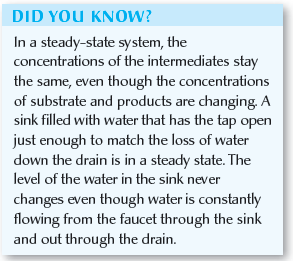 DID YOU KNOW?
In a steady-state system, the
concentrations of the intermediates stay
the same, even though the concentrations
of substrate and products are changing. A
sink filled with water that has the tap open
just enough to match the loss of water
down the drain is in a steady state. The
level of the water in the sink never
changes even though water is constantly
flowing from the faucet through the sink
and out through the drain.